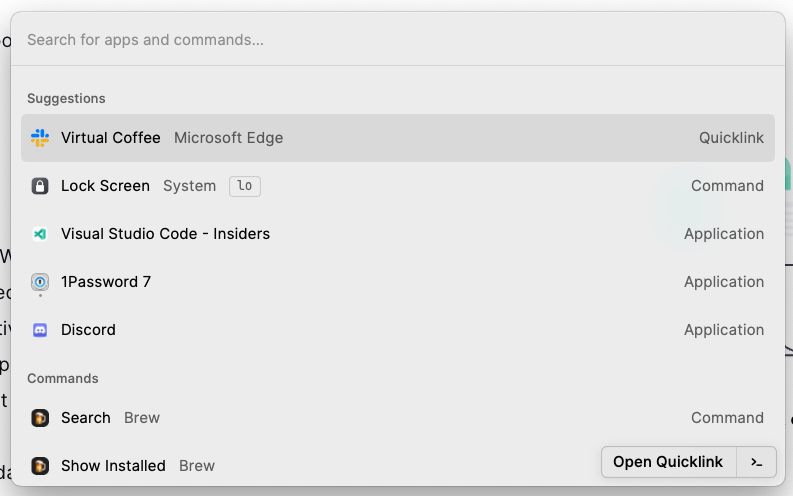 Search for apps and commands...
Suggestions
Virtual Coffee Microsoft Edge Quicklink
Lock Screen System lo Command
Visual Studio Code - Insiders Application
1Password 7 Application
Discord Application
Commands
Search Brew Command
Show Installed Brew
Open Quicklink >_